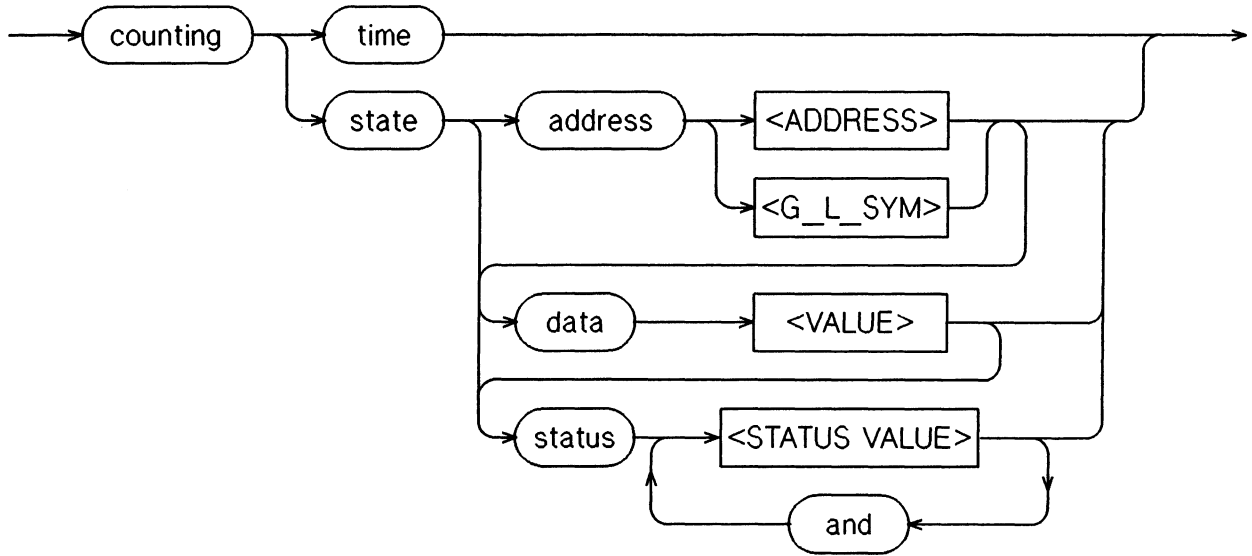 counting
time
state
address
<ADDRESS>
<G_L_SYM>
data
<VALUE>
status
<STATUS VALUE>
and